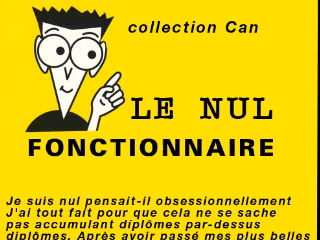 collection Can
LE NUL
FONCTIONNAIRE
Je suis nul pensait-il obsessionnellement
J'ai tout fait pour que cela ne se sache
pas accumulant diplômes par-dessus
diplômes. Après avoir passé mes plus belles